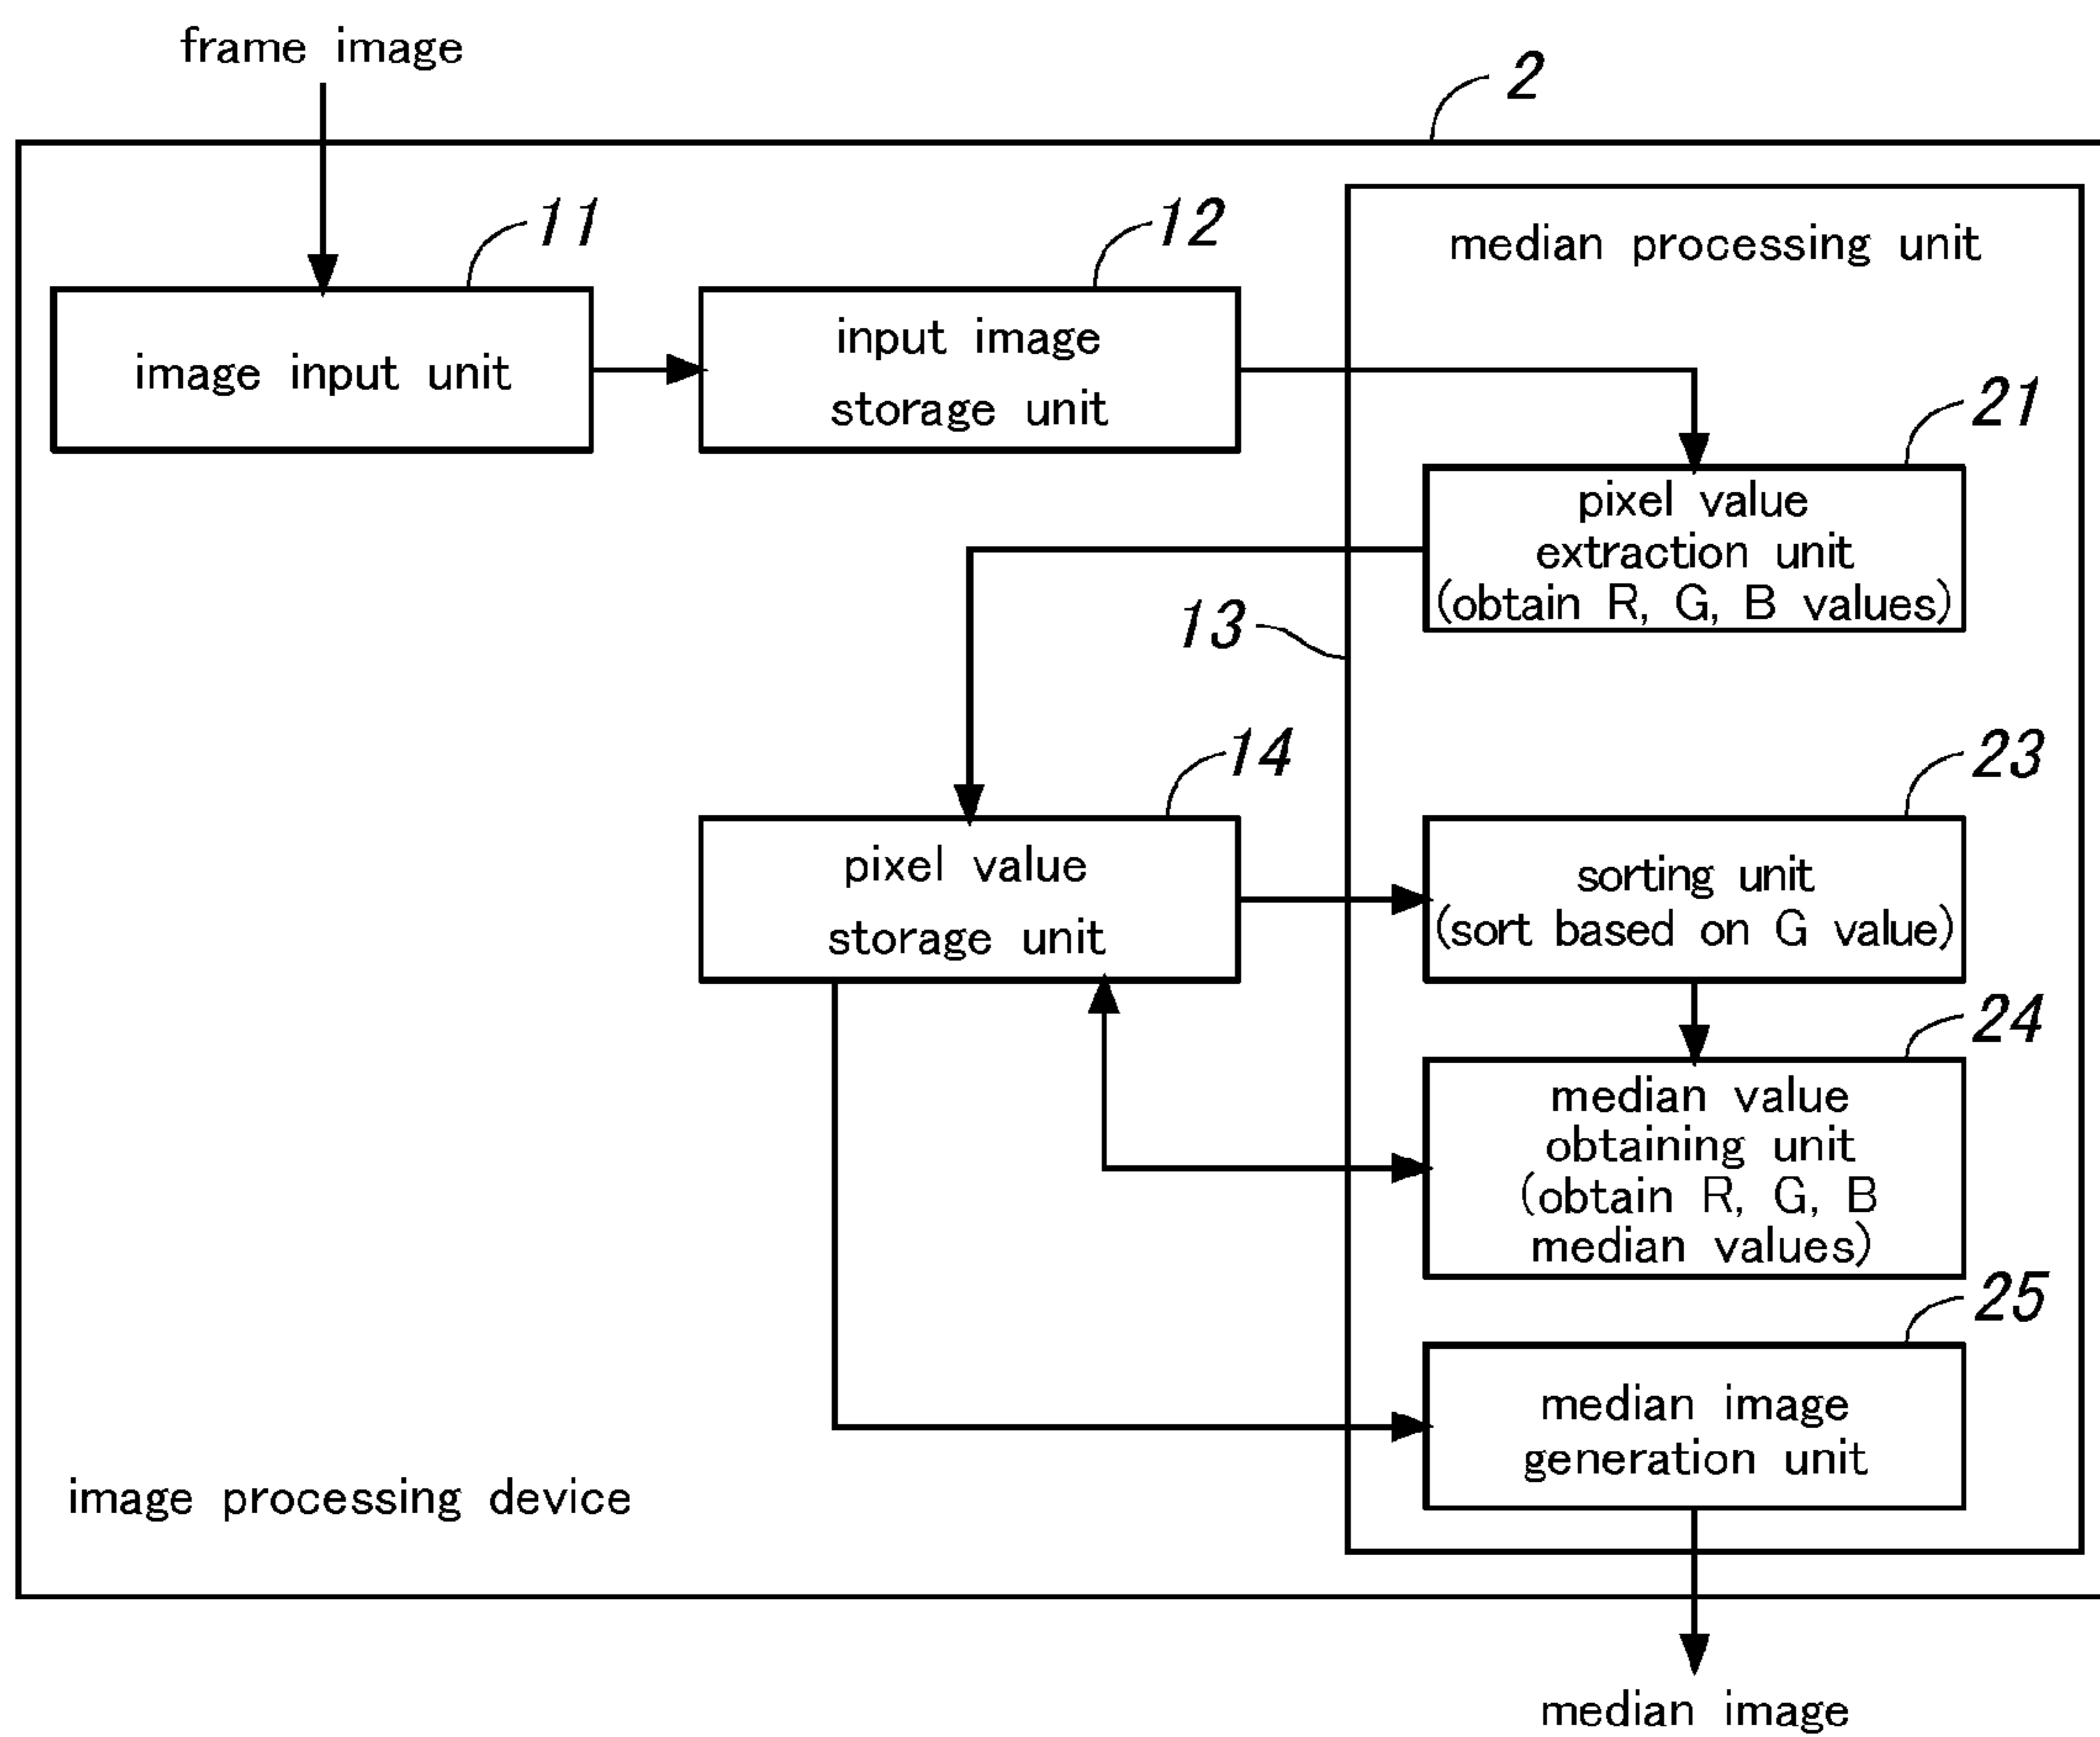 frame image
2
11
12
median processing unit
image input unit
input image
storage unit
21
pixel value
extraction unit
(obtain R, G, B values)
13
14
23
pixel value
storage unit
sorting unit
(sort based on G value)
24
median value
obtaining unit
(obtain R, G, B
median values)
25
median image
generation unit
image processing device
median image